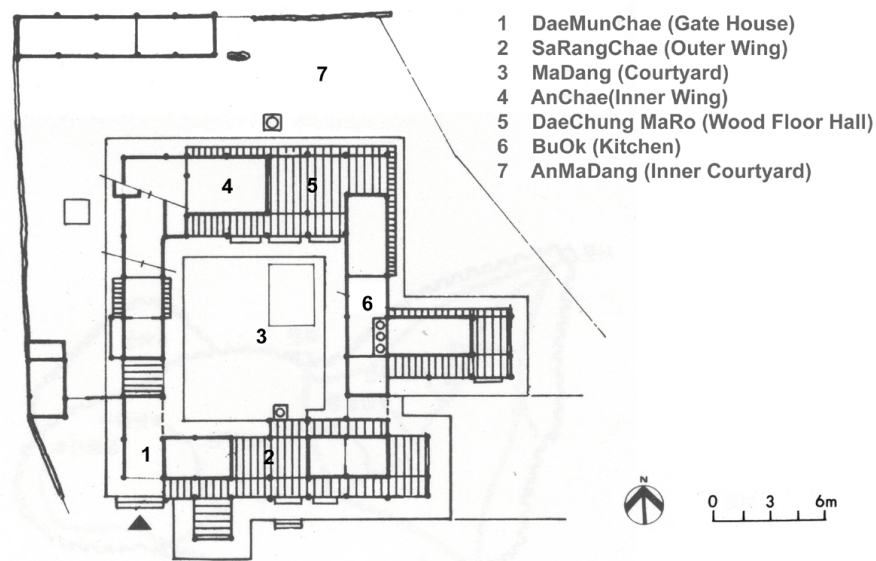 1 DaeMunChae (Gate House)
2 SaRangChae (Outer Wing)
3 MaDang (Courtyard)
4 AnChae(Inner Wing)
5 DaeChung MaRo (Wood Floor Hall)
6 BuOk (Kitchen)
7 AnMaDang (Inner Courtyard)
7
4 5
6
3
1 2
N
0 3 6m